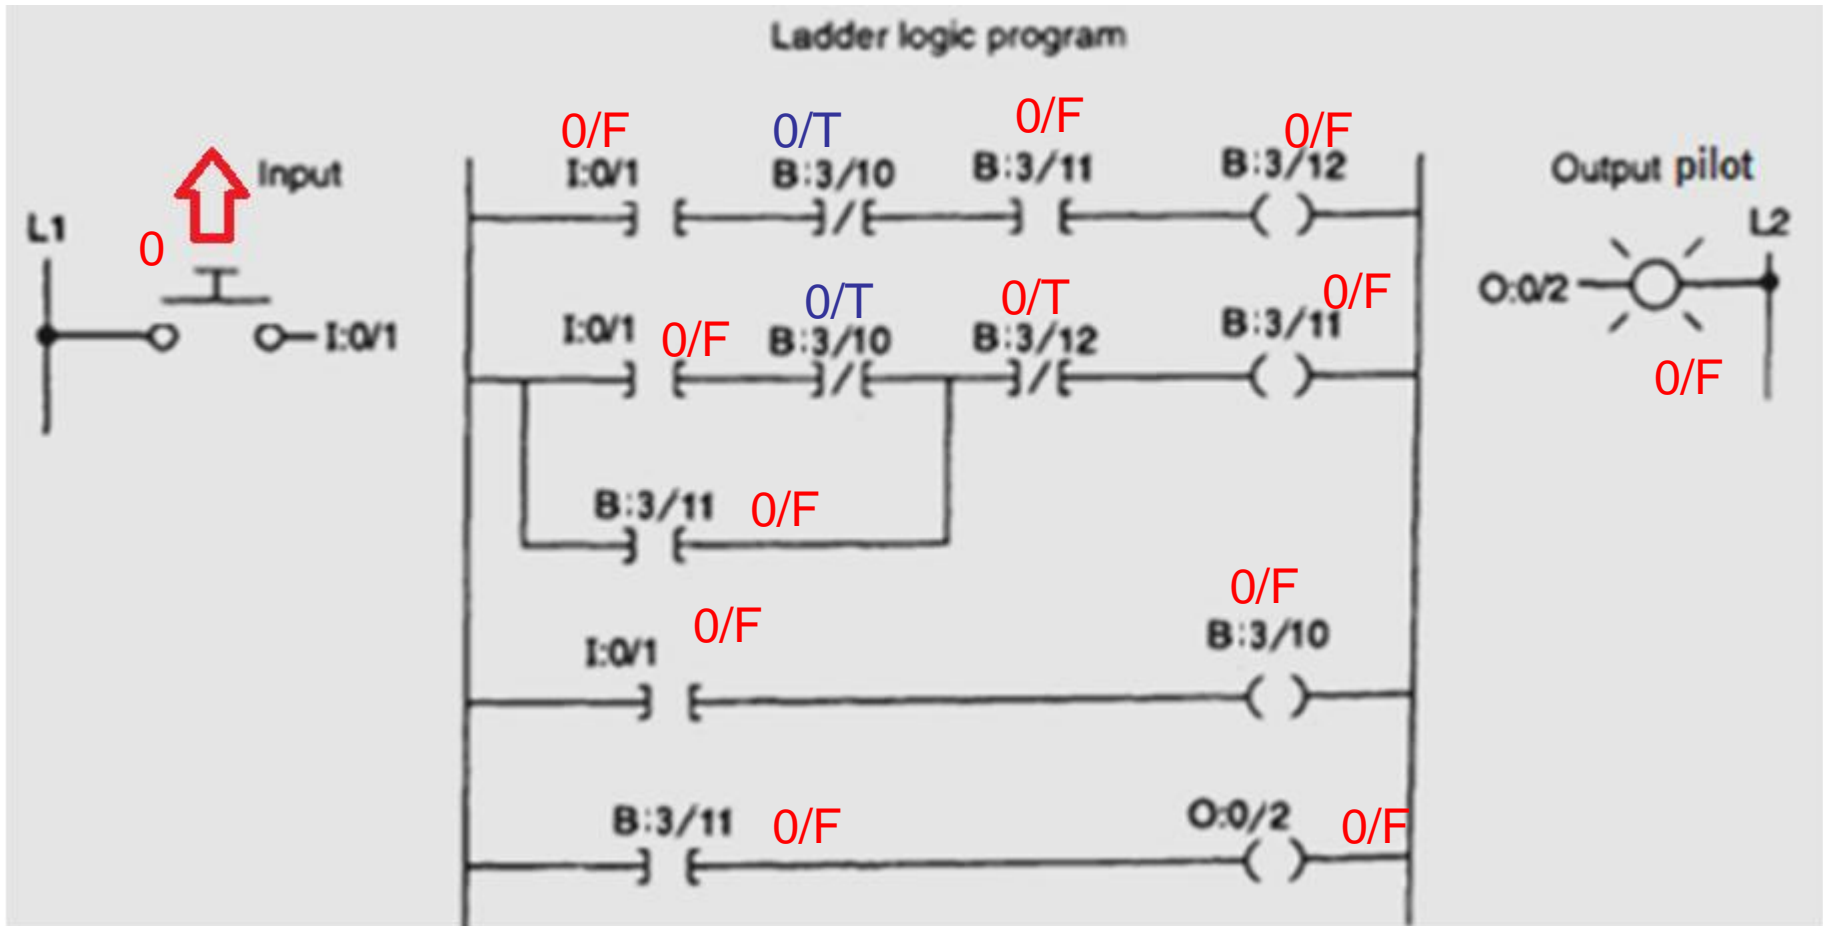 Ladder logic program
0/F 0/T 0/F 0/F
I:0/1 B:3/10 B:3/11 B:3/12
Input
Output pilot
L1
L2
0
0/T 0/T 0/F
O:0/2
I:0/1
I:0/1 0/F B:3/10 B:3/12 B:3/11
0/F
B:3/11 0/F
0/F 0/F
I:0/1 B:3/10
B:3/11 0/F O:0/2 0/F